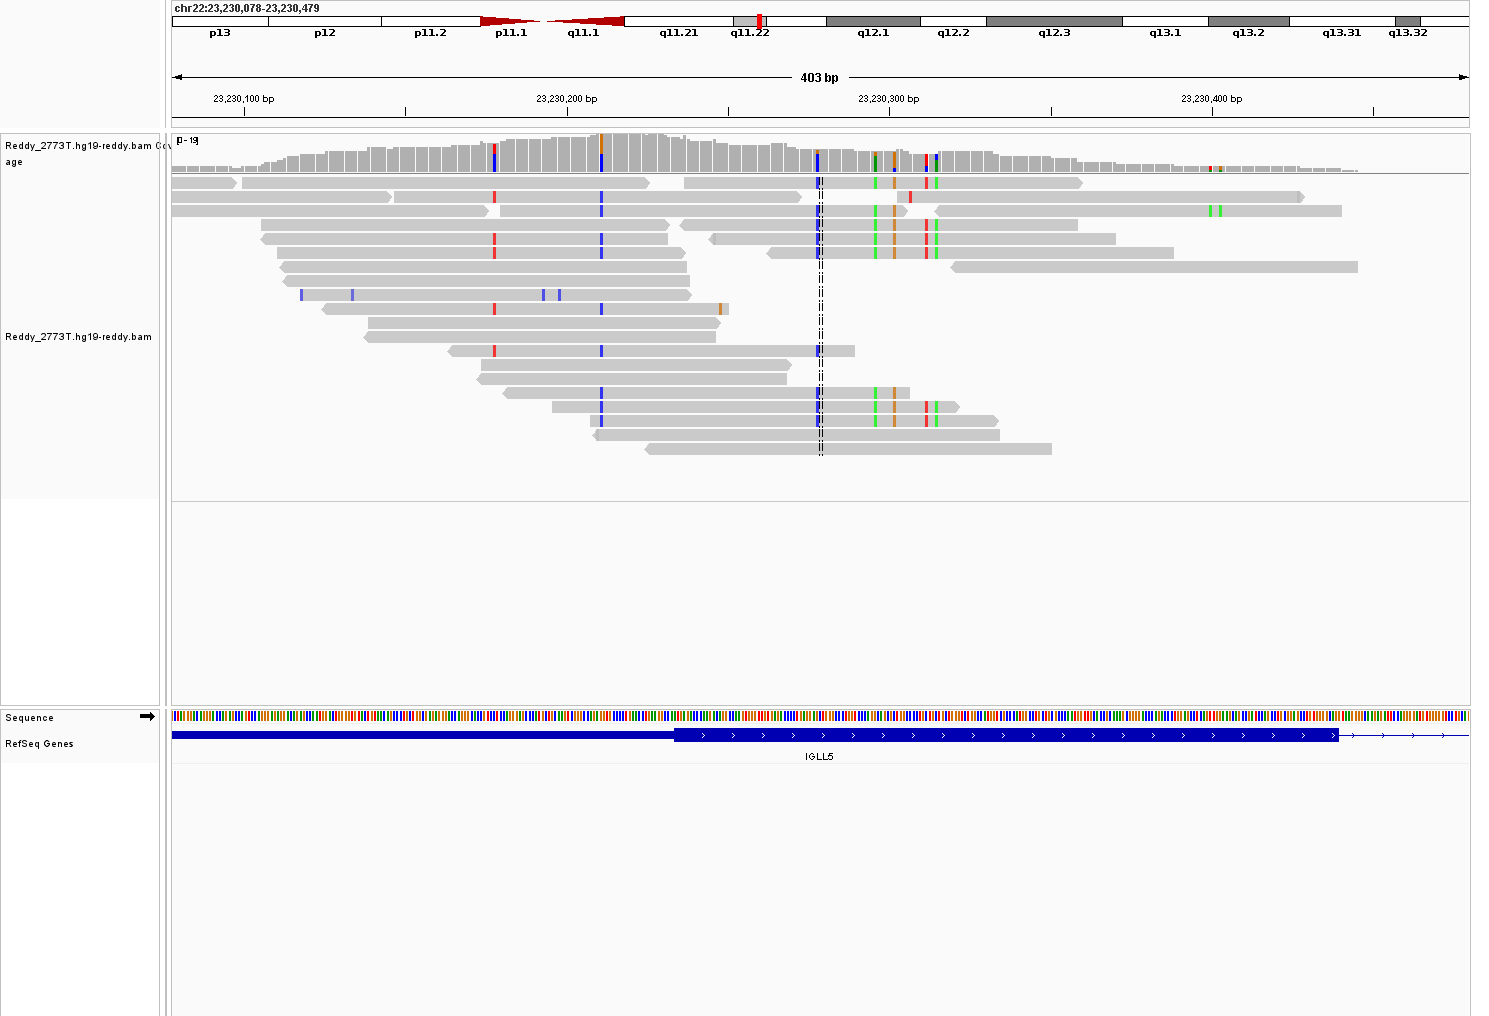 chr22:23,230,078-23,230,479
p13 p12 p11.2 p11.1 q11.1 q11.21 q11.22 q12.1 q12.2 q12.3 q13.1 q13.2 q13.31 q13.32
403 bp
23,230,100 bp 23,230,200 bp 23,230,300 bp 23,230,400 bp
Reddy_2773T.hg19-reddy.bam Cov
age
[0 - 19]
Reddy_2773T.hg19-reddy.bam
Sequence
RefSeq Genes
IGLL5